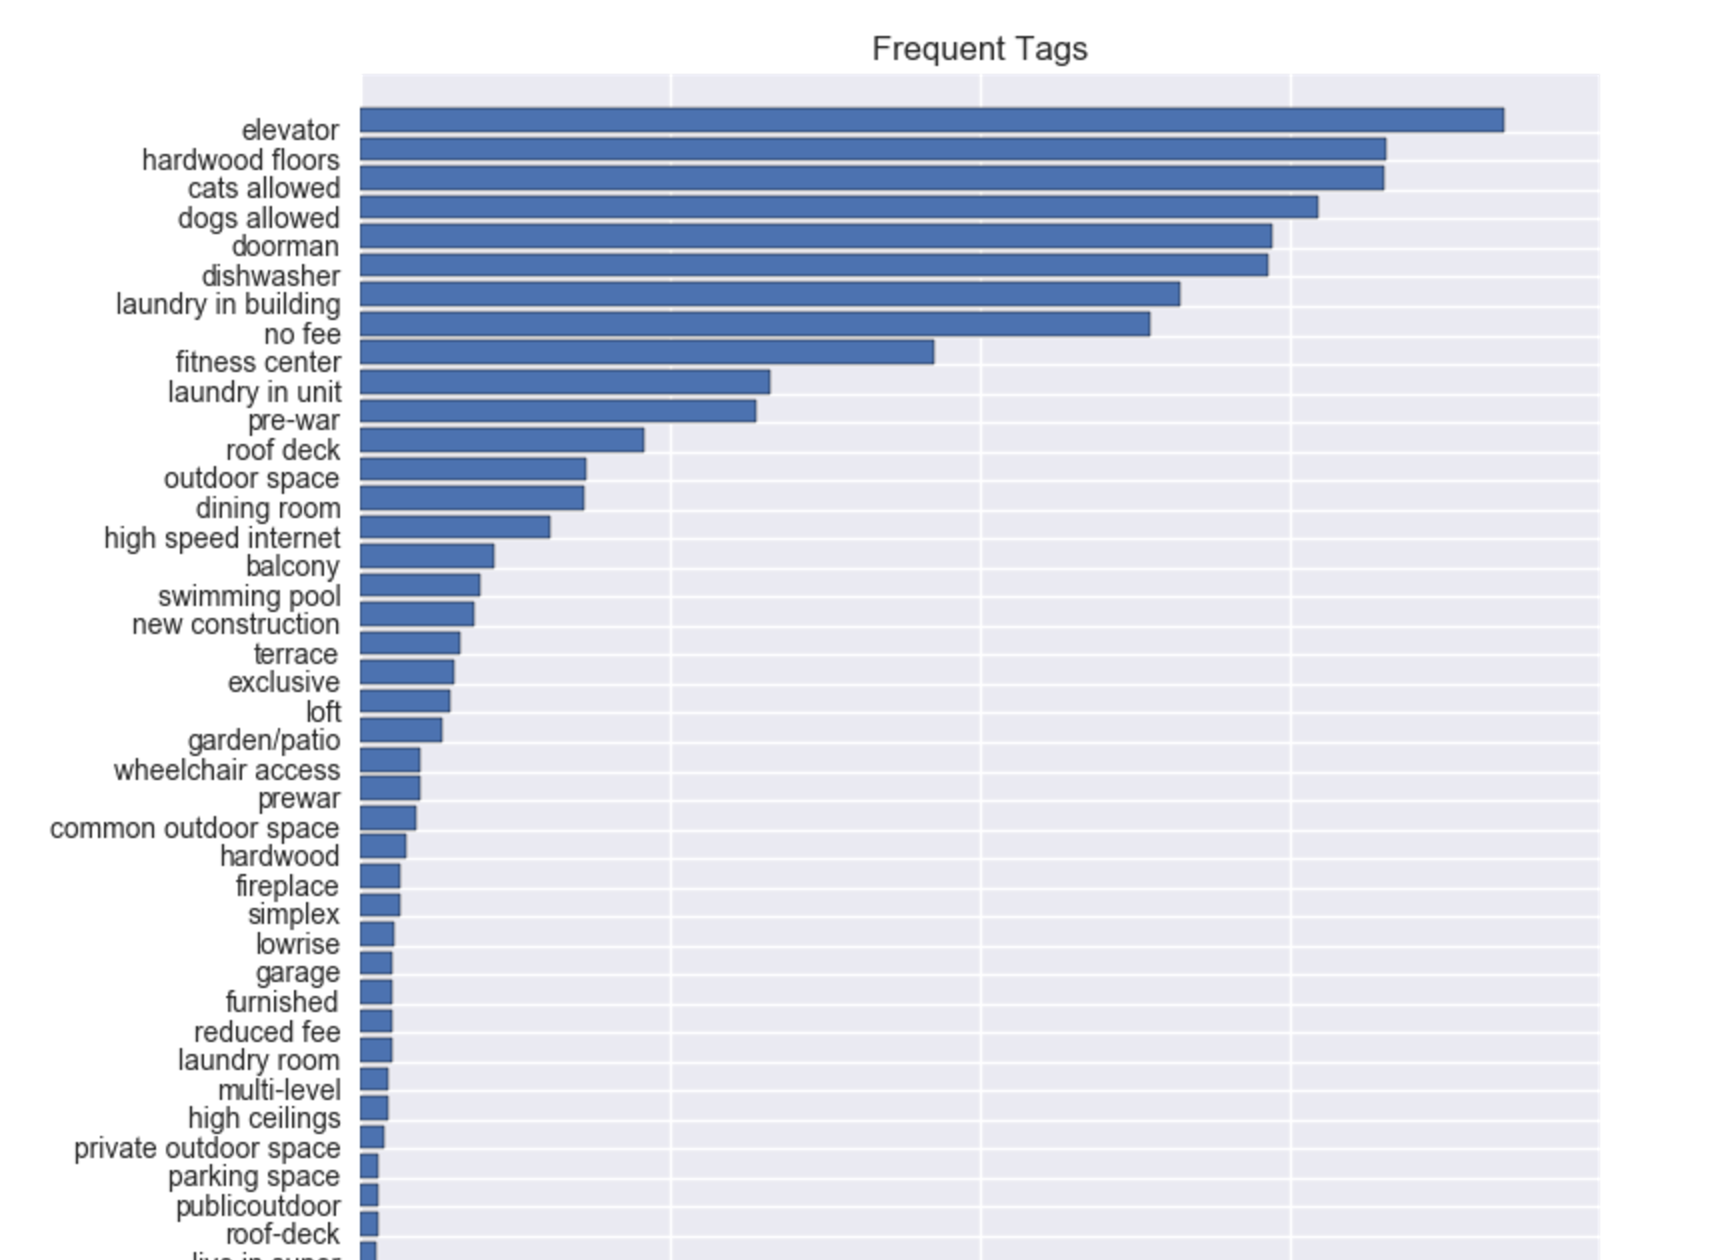 Frequent Tags
elevator
hardwood floors
cats allowed
dogs allowed
doorman
dishwasher
laundry in building
no fee
fitness center
laundry in unit
pre-war
roof deck
outdoor space
dining room
high speed internet
balcony
swimming pool
new construction
terrace
exclusive
loft
garden/patio
wheelchair access
prewar
common outdoor space
hardwood
fireplace
simplex
lowrise
garage
furnished
reduced fee
laundry room
multi-level
high ceilings
private outdoor space
parking space
publicoutdoor
roof-deck